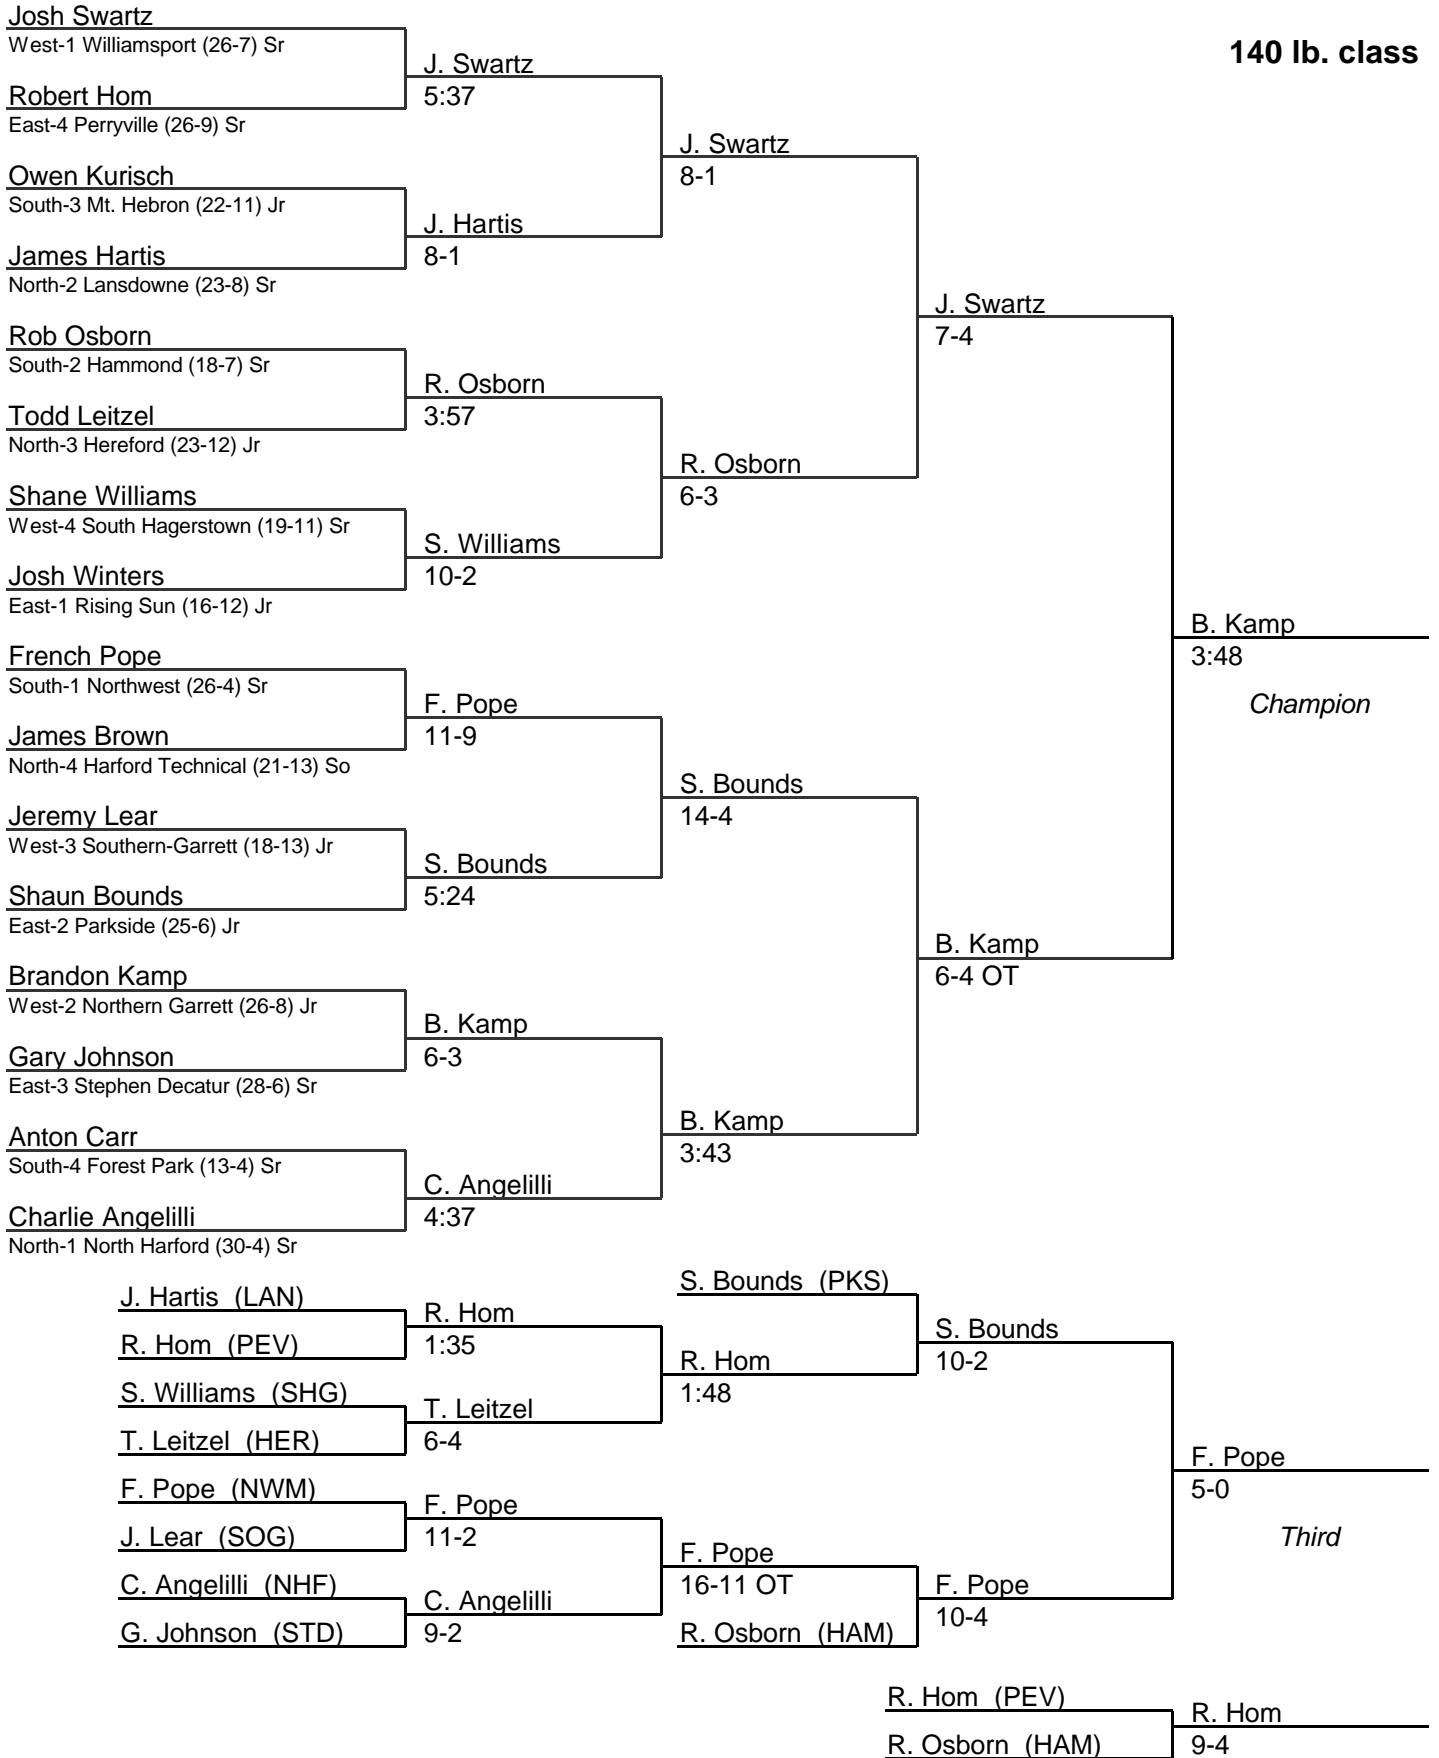 Josh Swartz
West-1 Williamsport (26-7) Sr
140 lb. class
J. Swartz
5:37
Robert Hom
East-4 Perryville (26-9) Sr
J. Swartz
8-1
Owen Kurisch
South-3 Mt. Hebron (22-11) Jr
J. Hartis
8-1
James Hartis
North-2 Lansdowne (23-8) Sr
J. Swartz
7-4
Rob Osborn
South-2 Hammond (18-7) Sr
R. Osborn
3:57
Todd Leitzel
North-3 Hereford (23-12) Jr
R. Osborn
6-3
Shane Williams
West-4 South Hagerstown (19-11) Sr
S. Williams
10-2
Josh Winters
East-1 Rising Sun (16-12) Jr
B. Kamp
3:48
Champion
French Pope
South-1 Northwest (26-4) Sr
F. Pope
11-9
James Brown
North-4 Harford Technical (21-13) So
S. Bounds
14-4
Jeremy Lear
West-3 Southern-Garrett (18-13) Jr
S. Bounds
5:24
Shaun Bounds
East-2 Parkside (25-6) Jr
B. Kamp
6-4 OT
Brandon Kamp
West-2 Northern Garrett (26-8) Jr
B. Kamp
6-3
Gary Johnson
East-3 Stephen Decatur (28-6) Sr
B. Kamp
3:43
Anton Carr
South-4 Forest Park (13-4) Sr
C. Angelilli
4:37
Charlie Angelilli
North-1 North Harford (30-4) Sr
J. Hartis (LAN)
R. Hom
1:35
R. Hom (PEV)
S. Bounds (PKS)
S. Bounds
10-2
R. Hom
1:48
S. Williams (SHG)
T. Leitzel
6-4
T. Leitzel (HER)
F. Pope
5-0
Third
F. Pope (NWM)
F. Pope
11-2
J. Lear (SOG)
F. Pope
16-11 OT
F. Pope
10-4
C. Angelilli (NHF)
C. Angelilli
9-2
G. Johnson (STD)
R. Osborn (HAM)
R. Hom (PEV)
R. Hom
9-4
R. Osborn (HAM)